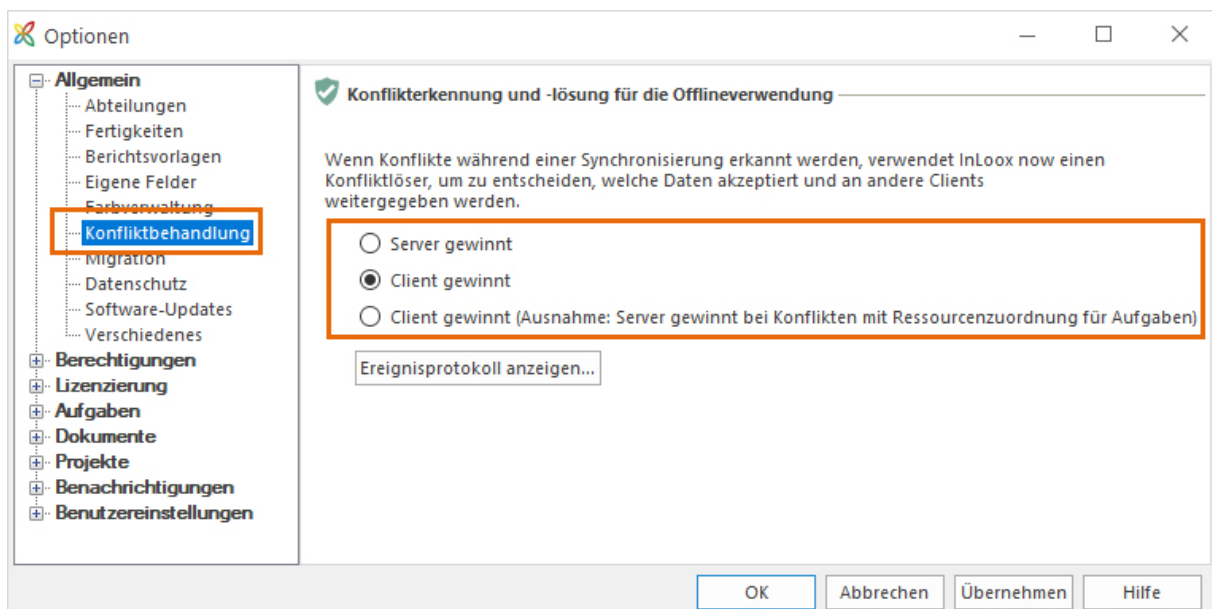 Optionen
Allgemein
Abteilungen
Fertigkeiten
Berichtsvorlagen
Eigene Felder
Farbverwaltung
Konfliktbehandlung
Migration
Datenschutz
Software-Updates
Verschiedenes
Berechtigungen
Lizenzierung
Aufgaben
Dokumente
Projekte
Benachrichtigungen
Benutzereinstellungen
Konflikterkennung und -lösung für die Offlineverwendung
Wenn Konflikte während einer Synchronisierung erkannt werden, verwendet InLoox now einen
Konfliktlöser, um zu entscheiden, welche Daten akzeptiert und an andere Clients
weitergegeben werden.
Server gewinnt
Client gewinnt
Client gewinnt (Ausnahme: Server gewinnt bei Konflikten mit Ressourcenzuordnung für Aufgaben)
Ereignisprotokoll anzeigen...
OK Abbrechen Übernehmen Hilfe